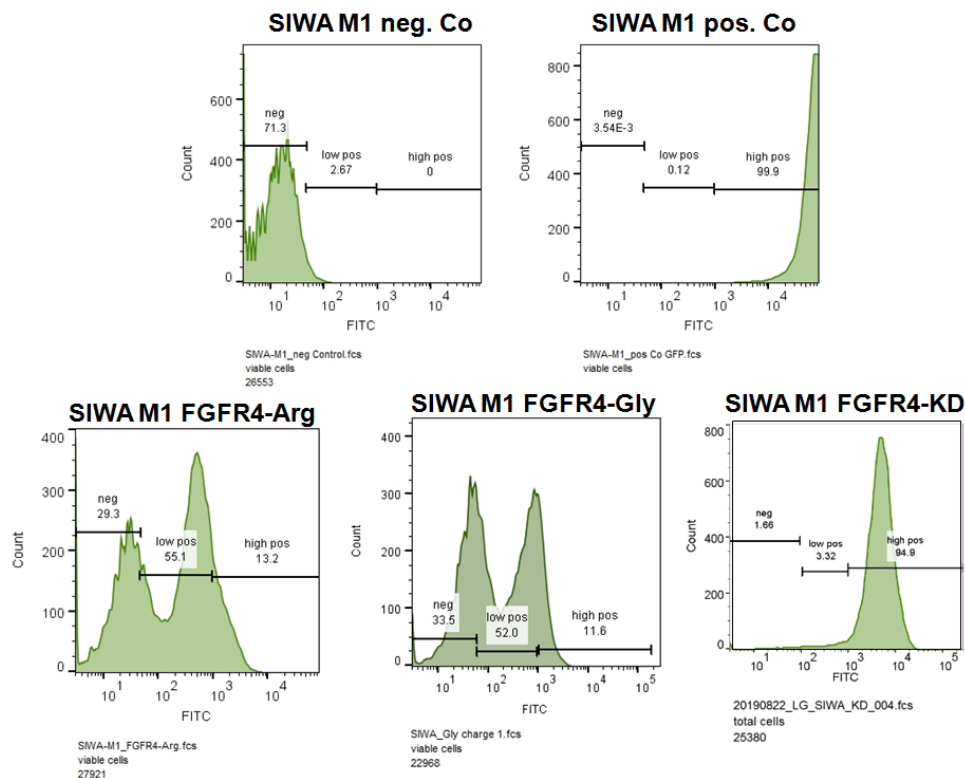 SIWA M1 neg. Co
600
400
200
0
Count
neg
71.3
low pos
2.67
high pos
0
10^1
10^2
10^3
10^4
FITC
SIWA-M1_neg Control.fcs
viable cells
26553
SIWA M1 pos. Co
800
600
400
200
0
Count
neg
3.54E-3
low pos
0.12
high pos
99.9
10^1
10^2
10^3
10^4
FITC
SIWA-M1_pos Co GFP.fcs
viable cells
SIWA M1 FGFR4-Arg
400
300
200
100
0
Count
neg
29.3
low pos
55.1
high pos
13.2
10^1
10^2
10^3
10^4
FITC
SIWA-M1_FGFR4-Arg.fcs
viable cells
27921
SIWA M1 FGFR4-Gly
400
300
200
100
0
Count
neg
33.5
low pos
52.0
high pos
11.6
10^1
10^2
10^3
10^4
10^5
FITC
SIWA_Gly charge 1.fcs
viable cells
22968
SIWA M1 FGFR4-KD
800
600
400
200
0
Count
neg
1.66
low pos
3.32
high pos
94.9
10^1
10^2
10^3
10^4
10^5
FITC
20190822_LG_SIWA_KD_004.fcs
total cells
25380